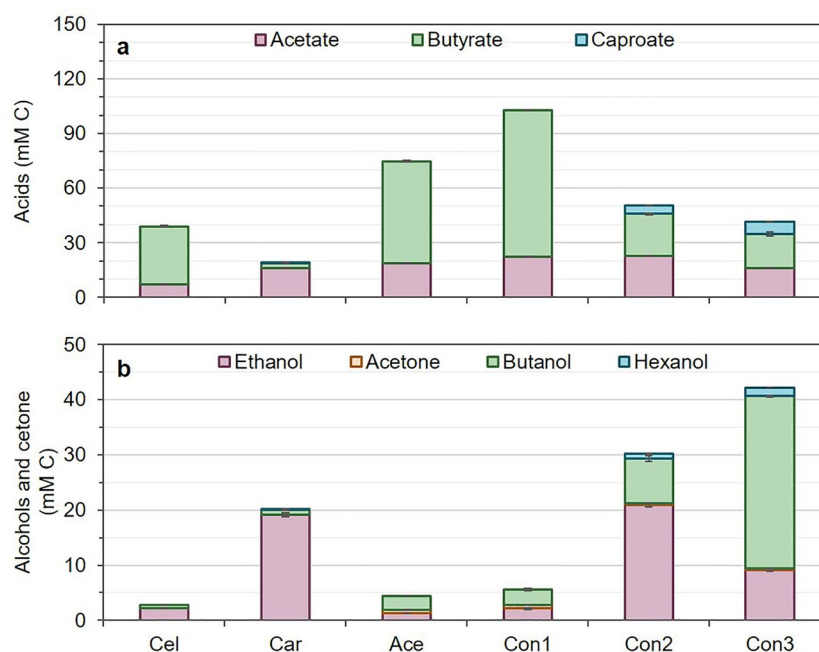 150
a
Acetate Butyrate Caproate
120
90
60
30
0
Acids (mM C)
50
b
Ethanol Acetone Butanol Hexanol
40
30
20
10
0
Alcohols and cetone
(mM C)
Cel Car Ace Con1 Con2 Con3